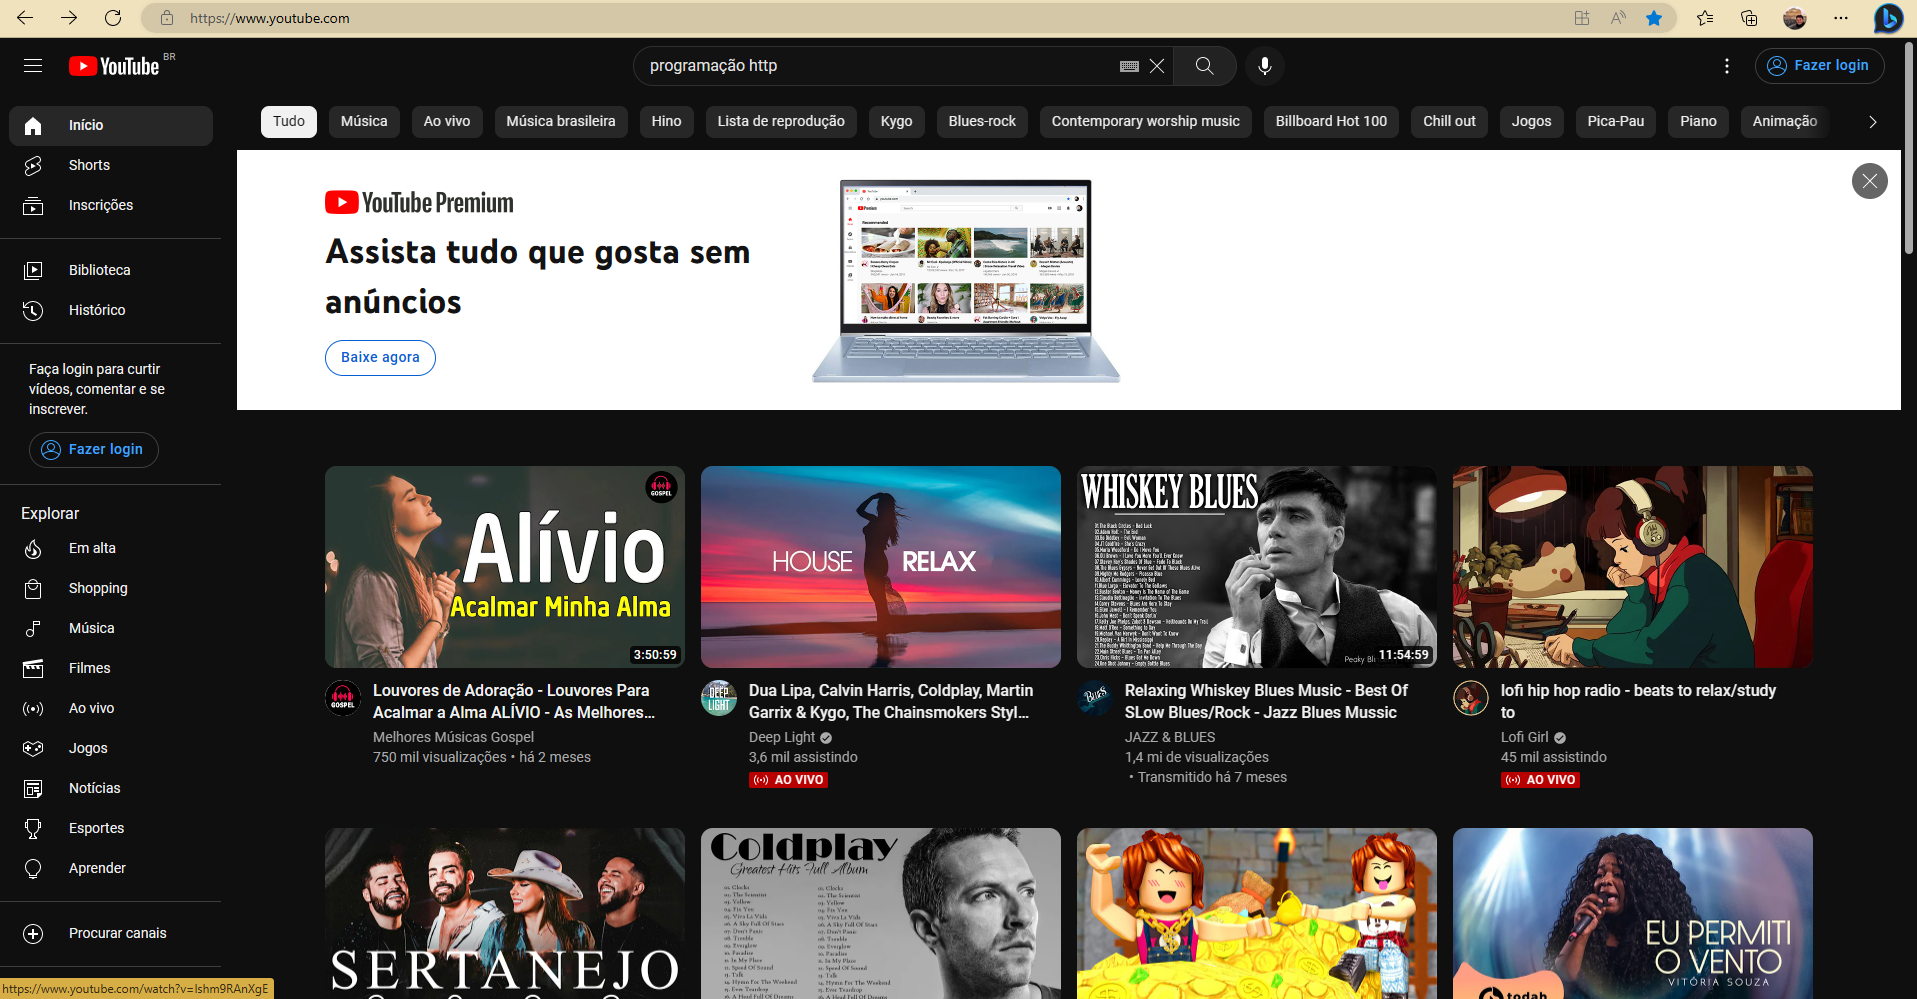 https://www.youtube.com
YouTube BR
programação http
Fazer login
Início
Shorts
Inscrições
Biblioteca
Histórico
Faça login para curtir
vídeos, comentar e se
inscrever.
Fazer login
Explorar
Em alta
Shopping
Música
Filmes
Ao vivo
Jogos
Notícias
Esportes
Aprender
Procurar canais
https://www.youtube.com/watch?v=Ishm9RAnXgE
Tudo
Música
Ao vivo
Música brasileira
Hino
Lista de reprodução
Kygo
Blues-rock
Contemporary worship music
Billboard Hot 100
Chill out
Jogos
Pica-Pau
Piano
Animação
YouTube Premium
Assista tudo que gosta sem
anúncios
Baixe agora
GOSPEL
Alívio
Acalmar Minha Alma
3:50:59
GOSPEL
Louvores de Adoração - Louvores Para
Acalmar a Alma ALÍVIO - As Melhores...
Melhores Músicas Gospel
750 mil visualizações • há 2 meses
HOUSE RELAX
DEEP
LIGHT
Dua Lipa, Calvin Harris, Coldplay, Martin
Garrix & Kygo, The Chainsmokers Styl...
Deep Light
3,6 mil assistindo
AO VIVO
WHISKEY BLUES
Peaky Bli
11:54:59
Blues
Relaxing Whiskey Blues Music - Best Of
SLow Blues/Rock - Jazz Blues Mussic
JAZZ & BLUES
1,4 mi de visualizações
• Transmitido há 7 meses
lofi hip hop radio - beats to relax/study
to
Lofi Girl
45 mil assistindo
AO VIVO
SERTANEJO
Coldplay
Greatest Hits Full Album
EU PERMITI
O VENTO
VITÓRIA SOUZA
todah